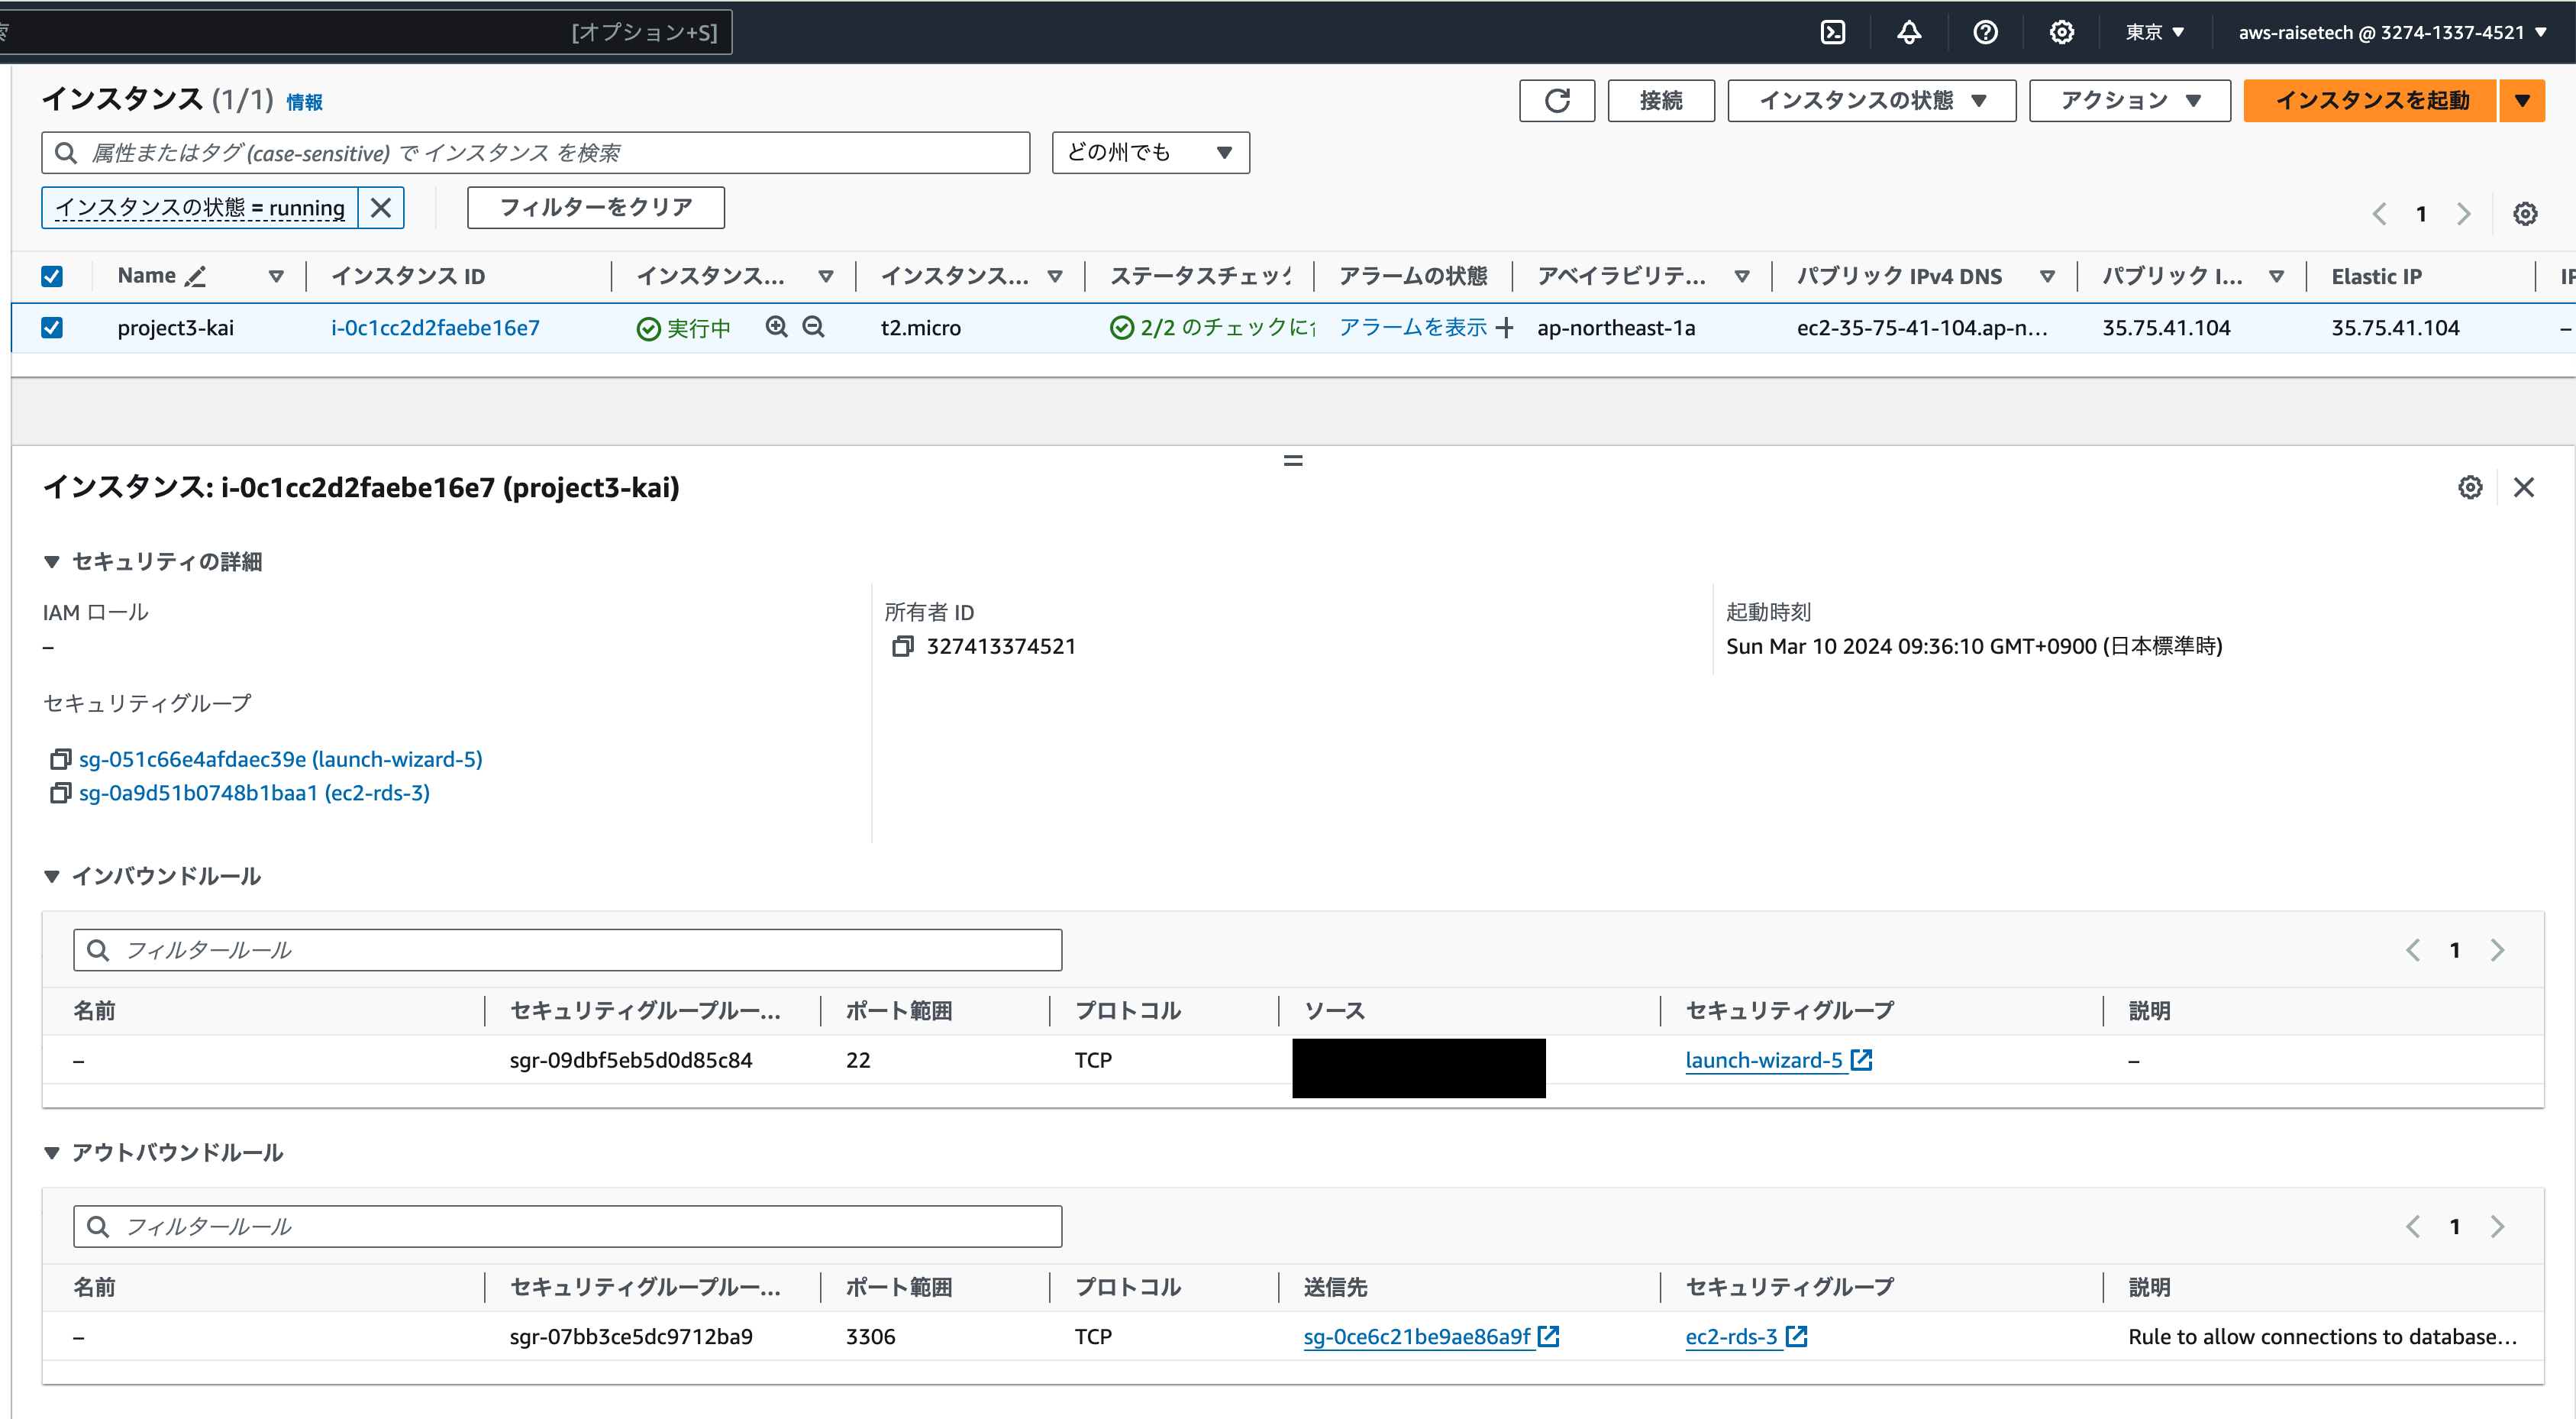 索 [オプション+S] 東京 aws-raisetech @ 3274-1337-4521
インスタンス (1/1) 情報 接続 インスタンスの状態 アクション インスタンスを起動
属性またはタグ (case-sensitive) で インスタンス を検索 どの州でも
インスタンスの状態 = running フィルターをクリア 1
Name インスタンス ID インスタンス... インスタンス... ステータスチェック アラームの状態 アベイラビリテ... パブリック IPv4 DNS パブリック I... Elastic IP IP
project3-kai i-0c1cc2d2faebe16e7 実行中 t2.micro 2/2 のチェックに アラームを表示 ap-northeast-1a ec2-35-75-41-104.ap-n... 35.75.41.104 35.75.41.104 –
インスタンス: i-0c1cc2d2faebe16e7 (project3-kai)
セキュリティの詳細
IAM ロール 所有者 ID 起動時刻
– 327413374521 Sun Mar 10 2024 09:36:10 GMT+0900 (日本標準時)
セキュリティグループ
sg-051c66e4afdaec39e (launch-wizard-5)
sg-0a9d51b0748b1baa1 (ec2-rds-3)
インバウンドルール
フィルタールール 1
名前 セキュリティグループルー... ポート範囲 プロトコル ソース セキュリティグループ 説明
– sgr-09dbf5eb5d0d85c84 22 TCP launch-wizard-5 –
アウトバウンドルール
フィルタールール 1
名前 セキュリティグループルー... ポート範囲 プロトコル 送信先 セキュリティグループ 説明
– sgr-07bb3ce5dc9712ba9 3306 TCP sg-0ce6c21be9ae86a9f ec2-rds-3 Rule to allow connections to database...